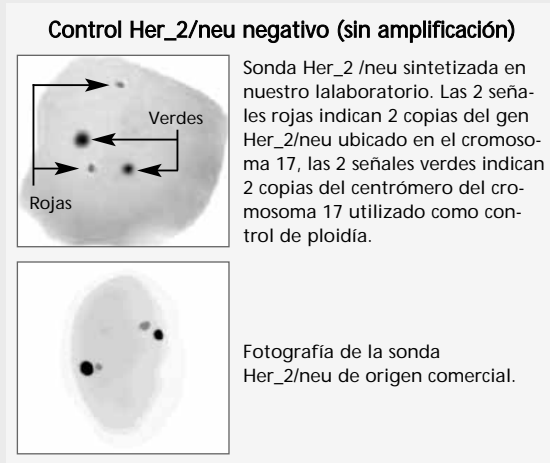 Control Her_2/neu negativo (sin amplificación)
Verdes
Rojas
Sonda Her_2 /neu sintetizada en
nuestro lalaboratorio. Las 2 seña-
les rojas indican 2 copias del gen
Her_2/neu ubicado en el cromoso-
ma 17, las 2 señales verdes indican
2 copias del centrómero del cro-
mosoma 17 utilizado como con-
trol de ploidía.
Fotografía de la sonda
Her_2/neu de origen comercial.